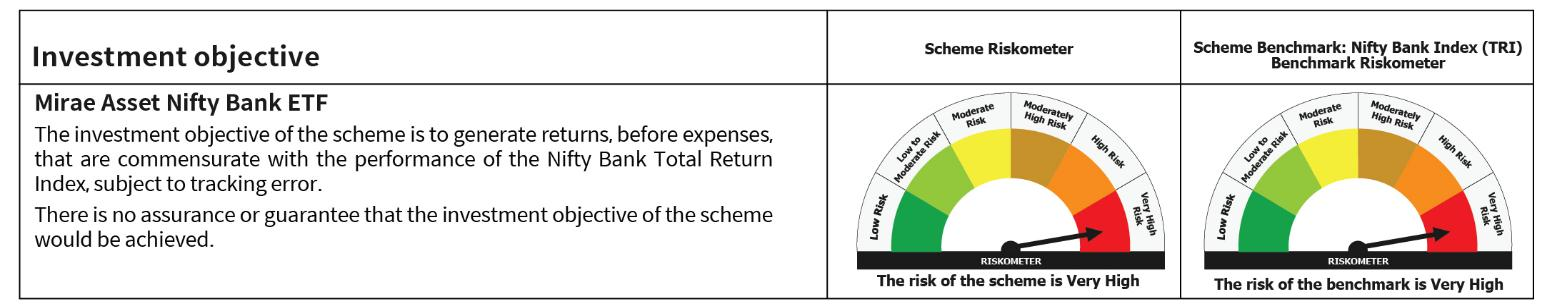 Investment objective
Scheme Riskometer
Scheme Benchmark: Nifty Bank Index (TRI)
Benchmark Riskometer
Mirae Asset Nifty Bank ETF
The investment objective of the scheme is to generate returns, before expenses,
that are commensurate with the performance of the Nifty Bank Total Return
Index, subject to tracking error.
There is no assurance or guarantee that the investment objective of the scheme
would be achieved.
Low Risk
Low to
Moderate Risk
Moderate
Risk
Moderately
High Risk
High Risk
Very High
Risk
RISKOMETER
The risk of the scheme is Very High
Low Risk
Low to
Moderate Risk
Moderate
Risk
Moderately
High Risk
High Risk
Very High
Risk
RISKOMETER
The risk of the benchmark is Very High